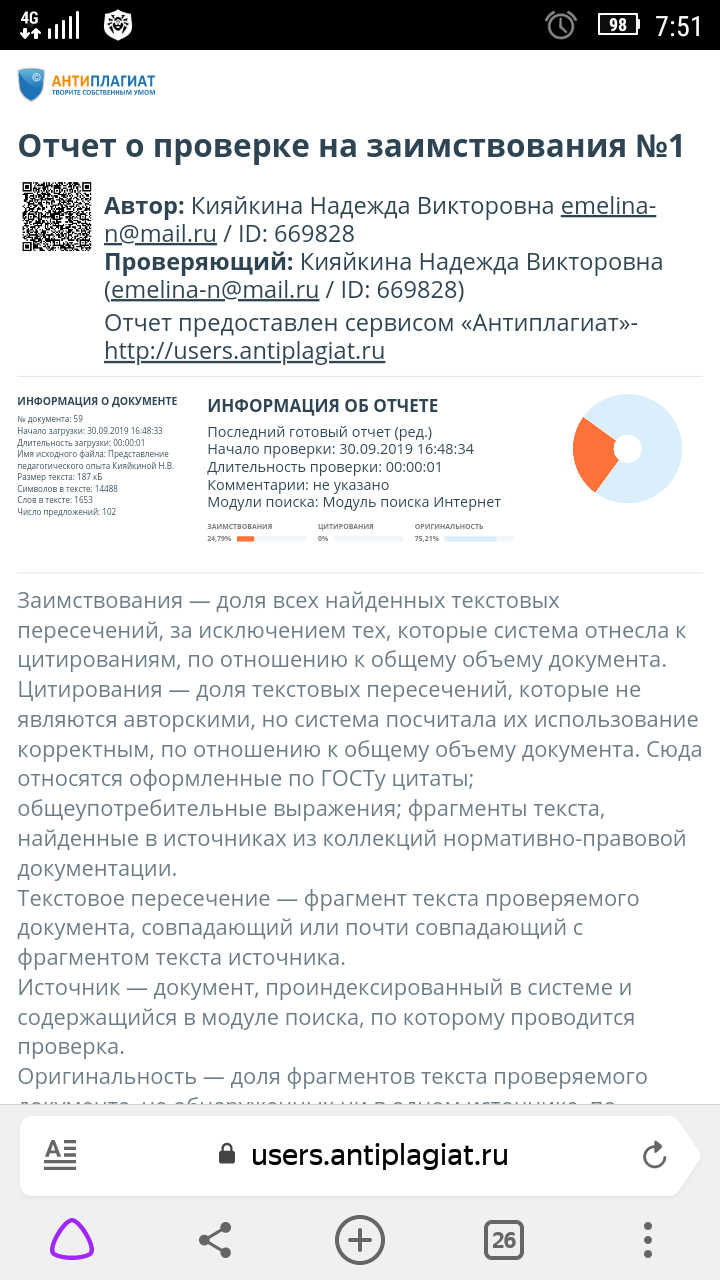 4G
98
7:51
АНТИПЛАГИАТ
ТВОРИТЕ СОБСТВЕННЫМ УМОМ
Отчет о проверке на заимствования №1
Автор: Кияйкина Надежда Викторовна emelina-
n@mail.ru / ID: 669828
Проверяющий: Кияйкина Надежда Викторовна
(emelina-n@mail.ru / ID: 669828)
Отчет предоставлен сервисом «Антиплагиат»-
http://users.antiplagiat.ru
ИНФОРМАЦИЯ О ДОКУМЕНТЕ
№ документа: 59
Начало загрузки: 30.09.2019 16:48:33
Длительность загрузки: 00:00:01
Имя исходного файла: Представление
педагогического опыта Кияйкиной Н.В.
Размер текста: 187 кБ
Символов в тексте: 14488
Слов в тексте: 1653
Число предложений: 102
ИНФОРМАЦИЯ ОБ ОТЧЕТЕ
Последний готовый отчет (ред.)
Начало проверки: 30.09.2019 16:48:34
Длительность проверки: 00:00:01
Комментарии: не указано
Модули поиска: Модуль поиска Интернет
ЗАИМСТВОВАНИЯ
24,79%
ЦИТИРОВАНИЯ
0%
ОРИГИНАЛЬНОСТЬ
75,21%
Заимствования — доля всех найденных текстовых
пересечений, за исключением тех, которые система отнесла к
цитированиям, по отношению к общему объему документа.
Цитирования — доля текстовых пересечений, которые не
являются авторскими, но система посчитала их использование
корректным, по отношению к общему объему документа. Сюда
относятся оформленные по ГОСТу цитаты;
общеупотребительные выражения; фрагменты текста,
найденные в источниках из коллекций нормативно-правовой
документации.
Текстовое пересечение — фрагмент текста проверяемого
документа, совпадающий или почти совпадающий с
фрагментом текста источника.
Источник — документ, проиндексированный в системе и
содержащийся в модуле поиска, по которому проводится
проверка.
Оригинальность — доля фрагментов текста проверяемого
users.antiplagiat.ru
26